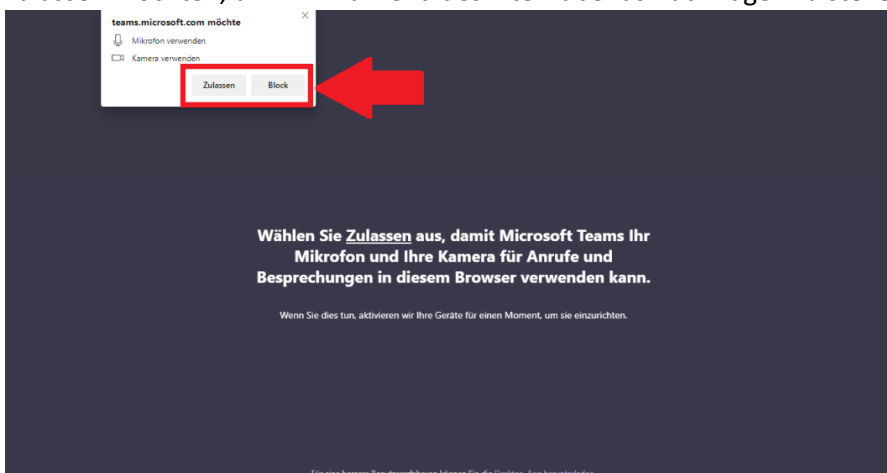 teams.microsoft.com möchte
Mikrofon verwenden
Kamera verwenden
Zulassen Block
Wählen Sie Zulassen aus, damit Microsoft Teams Ihr
Mikrofon und Ihre Kamera für Anrufe und
Besprechungen in diesem Browser verwenden kann.
Wenn Sie dies tun, aktivieren wir Ihre Geräte für einen Moment, um sie einzurichten.